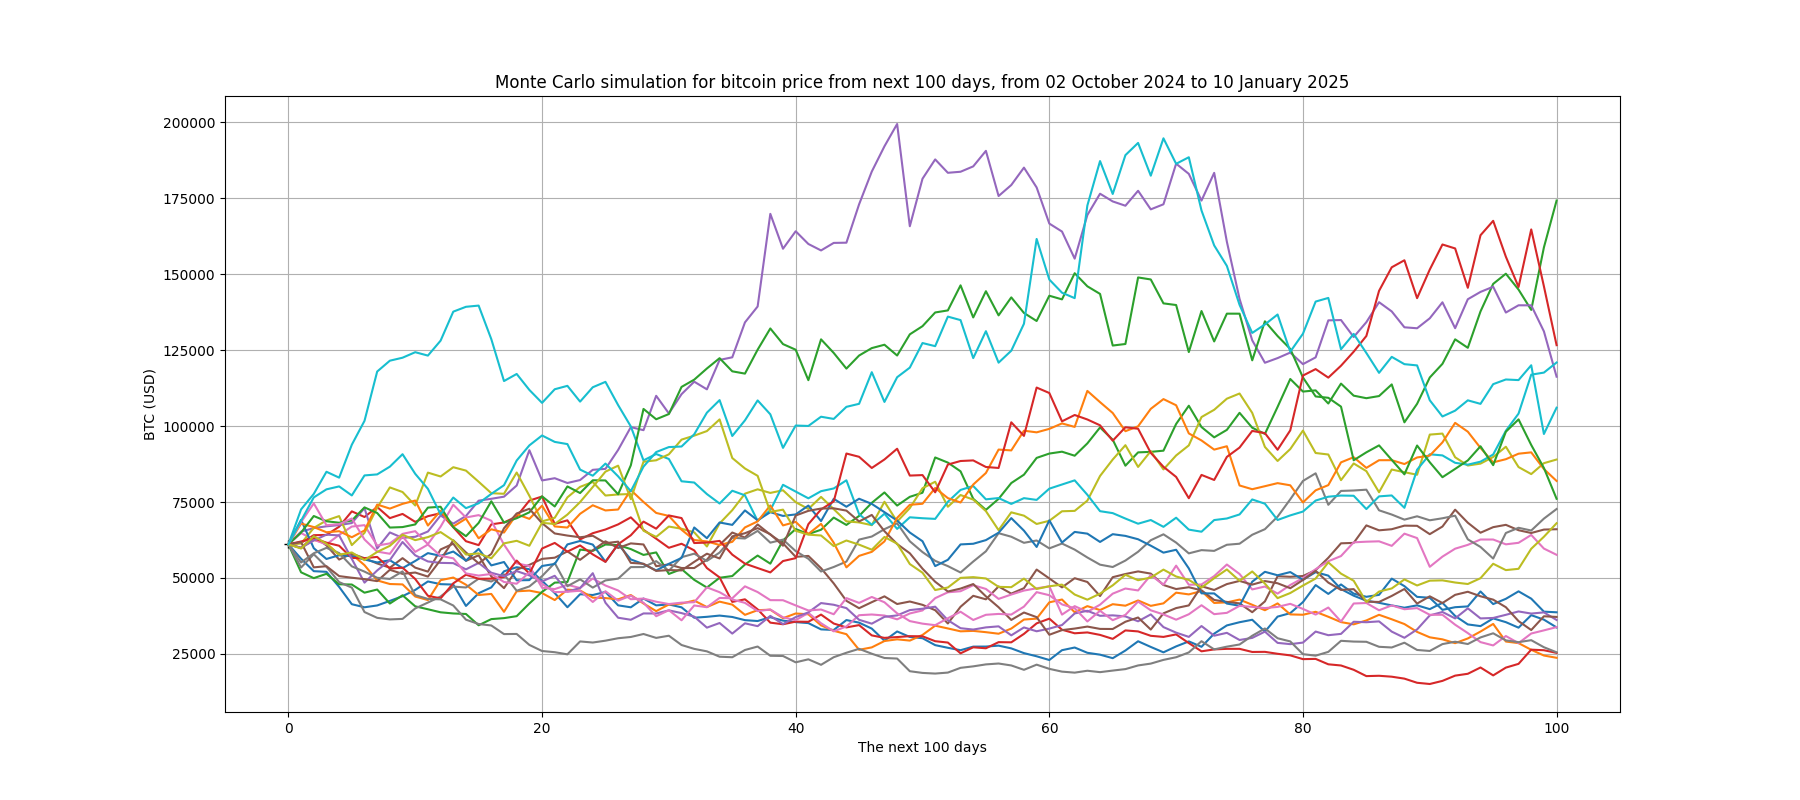 Monte Carlo simulation for bitcoin price from next 100 days, from 02 October 2024 to 10 January 2025
BTC (USD)
200000
175000
150000
125000
100000
75000
50000
25000
0 20 40 60 80 100
The next 100 days